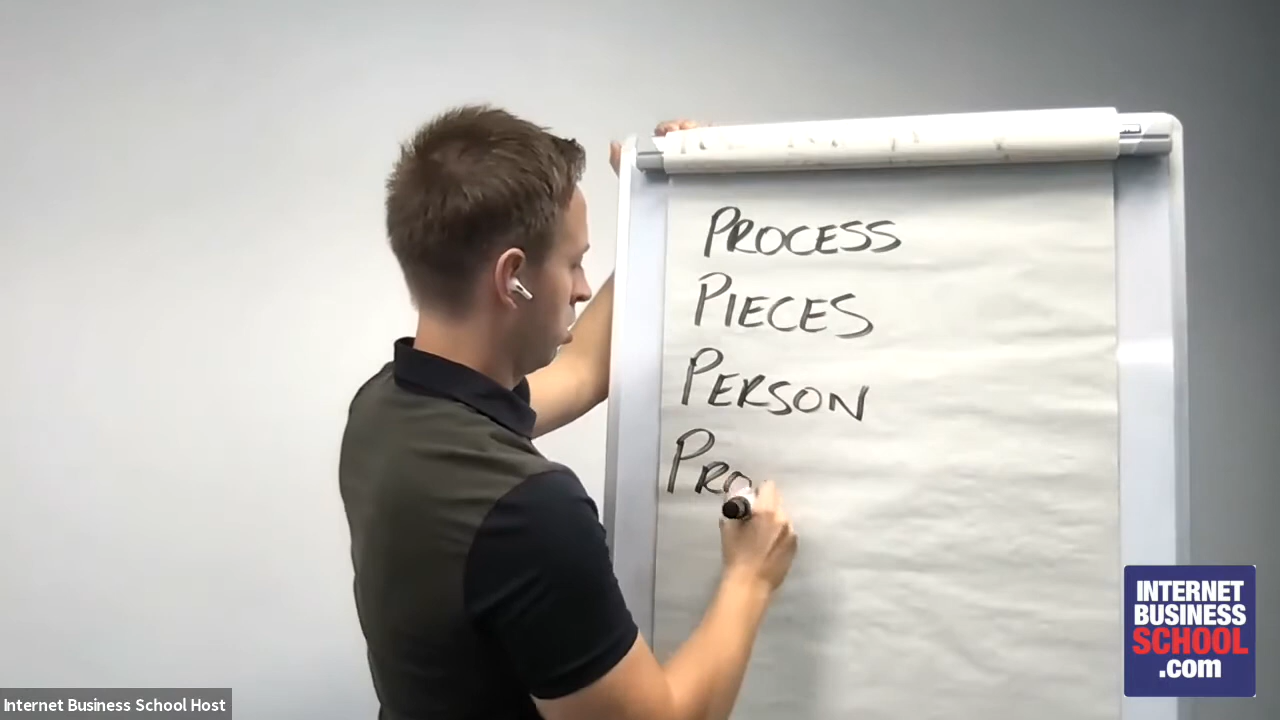 PROCESS
PIECES
PERSON
PRO
INTERNET
BUSINESS
SCHOOL
.com
Internet Business School Host